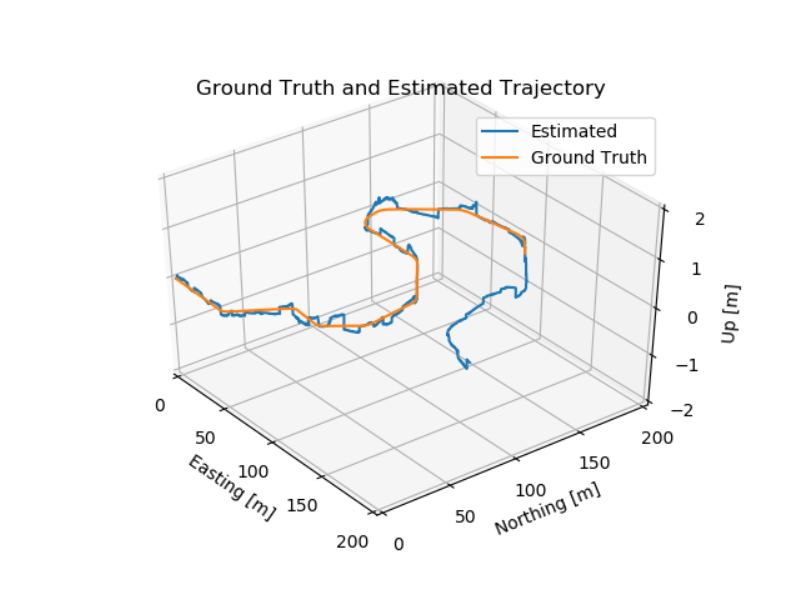 Ground Truth and Estimated Trajectory
Estimated
Ground Truth
2
1
0
−1
−2
Up [m]
0
50
100
150
200
Easting [m]
0
50
100
150
200
Northing [m]